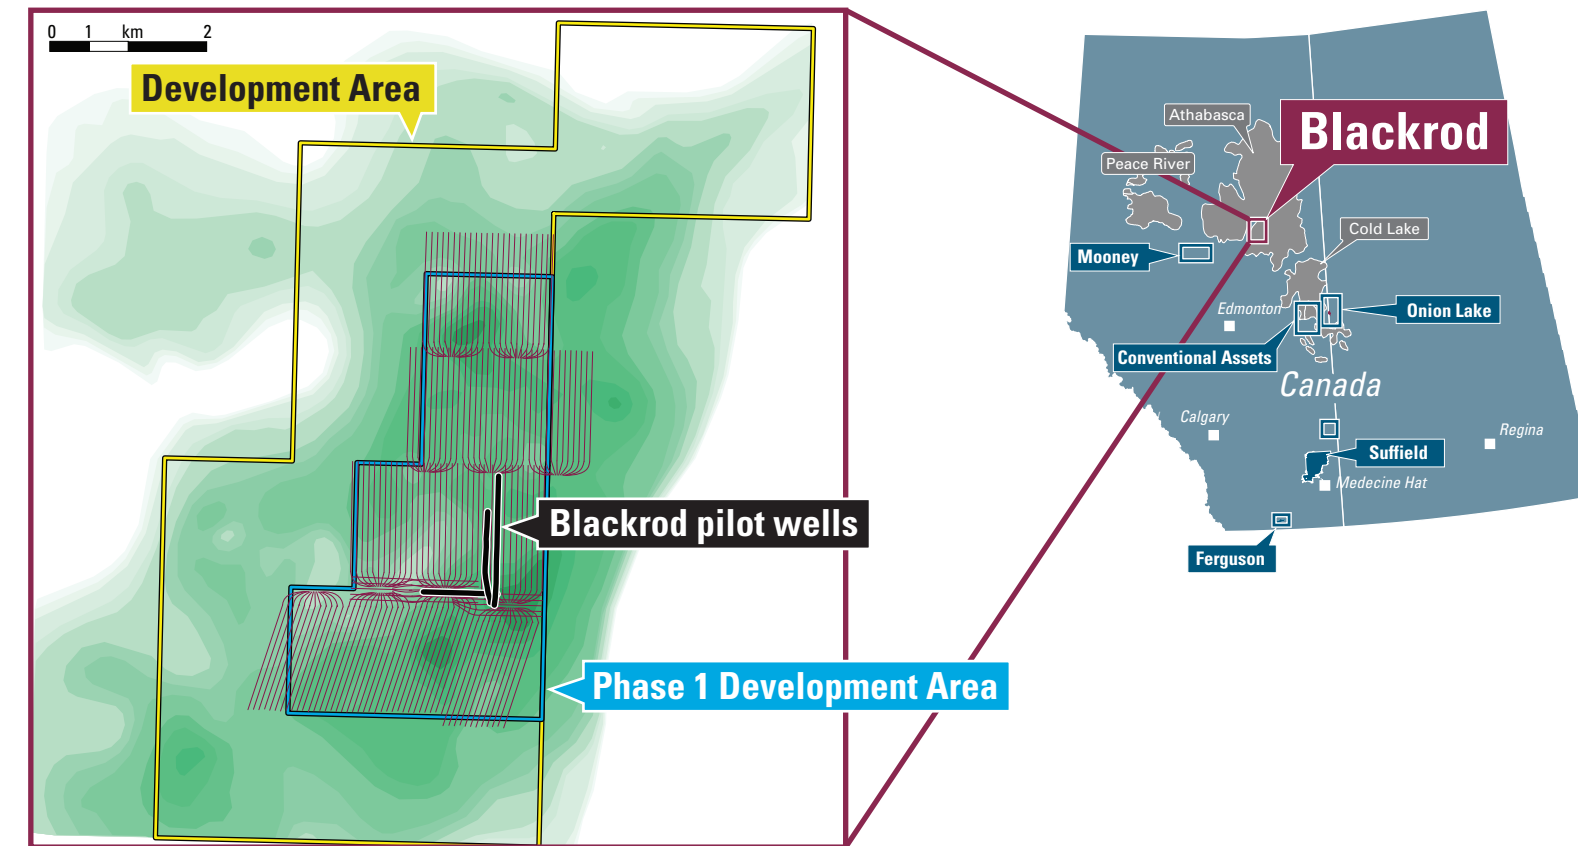 0 1 km 2
Development Area
Blackrod pilot wells
Phase 1 Development Area
Athabasca
Blackrod
Peace River
Cold Lake
Mooney
Edmonton
Onion Lake
Conventional Assets
Canada
Calgary
Regina
Suffield
Medecine Hat
Ferguson